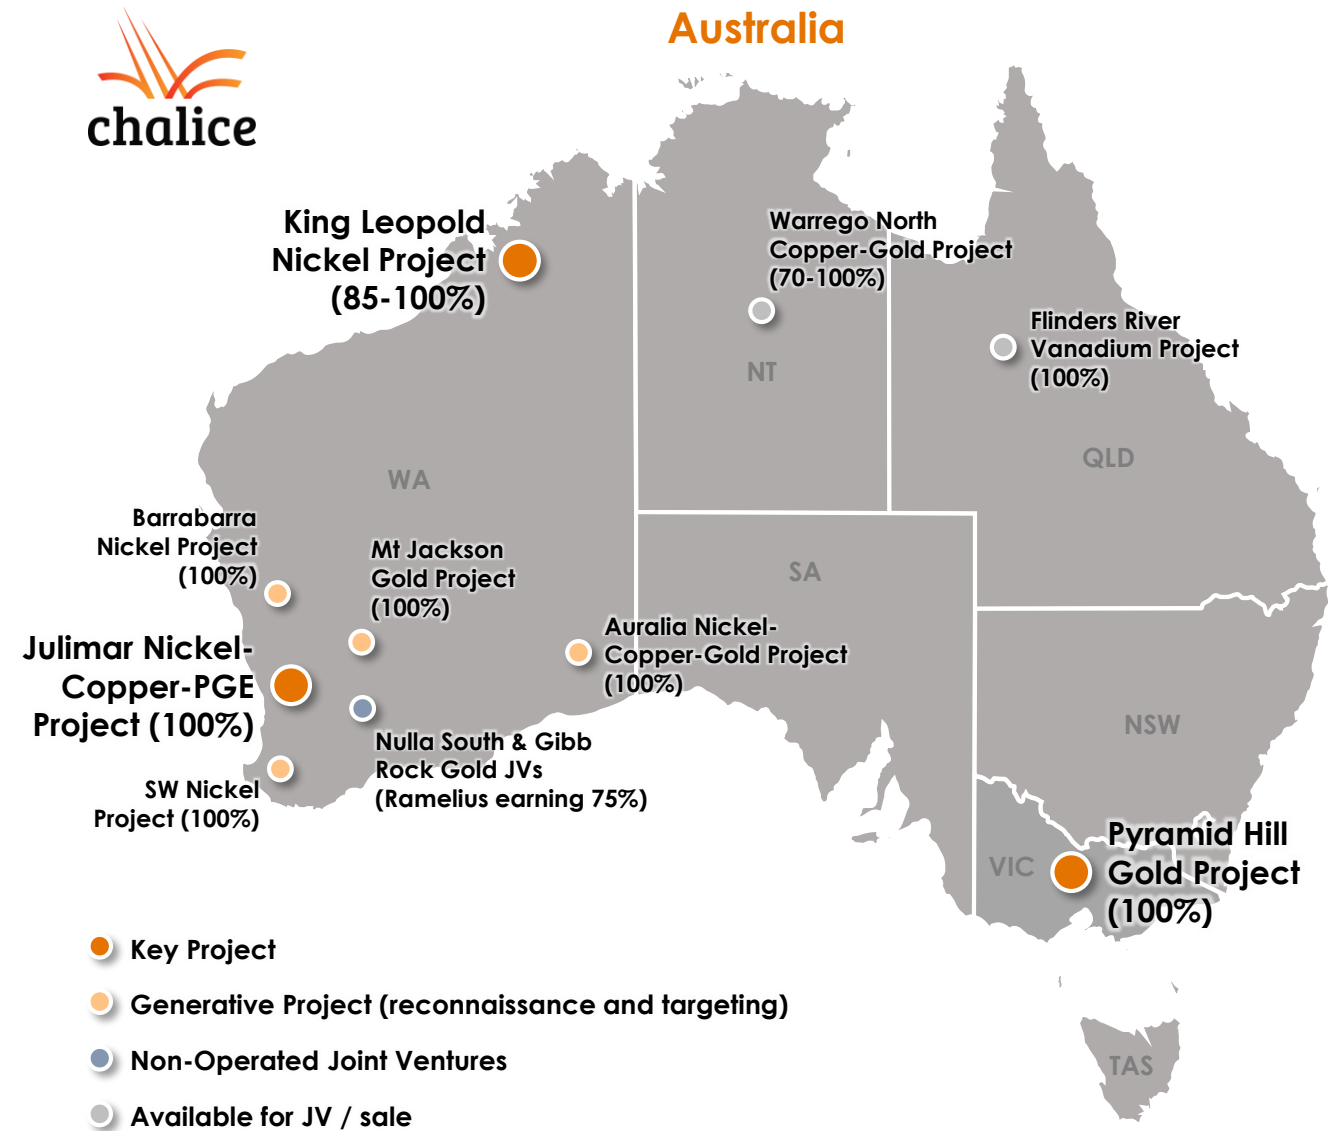 Australia
chalice
King Leopold
Nickel Project
(85-100%)
Warrego North
Copper-Gold Project
(70-100%)
Flinders River
Vanadium Project
(100%)
NT
QLD
WA
Barrabarra
Nickel Project
(100%)
Mt Jackson
Gold Project
(100%)
SA
Julimar Nickel-
Copper-PGE
Project (100%)
Auralia Nickel-
Copper-Gold Project
(100%)
NSW
Nulla South & Gibb
Rock Gold JVs
(Ramelius earning 75%)
SW Nickel
Project (100%)
VIC
Pyramid Hill
Gold Project
(100%)
Key Project
Generative Project (reconnaissance and targeting)
Non-Operated Joint Ventures
TAS
Available for JV / sale